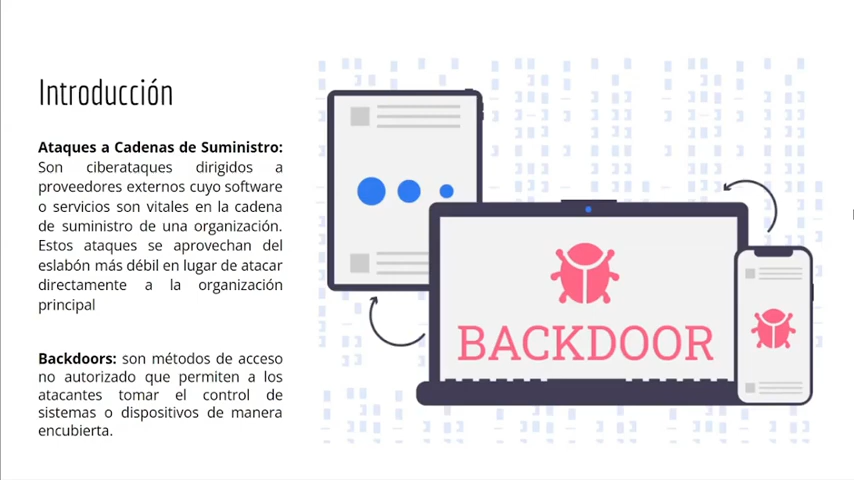 Introducción
Ataques a Cadenas de Suministro:
Son ciberataques dirigidos a
proveedores externos cuyo software
o servicios son vitales en la cadena
de suministro de una organización.
Estos ataques se aprovechan del
eslabón más débil en lugar de atacar
directamente a la organización
principal
Backdoors: son métodos de acceso
no autorizado que permiten a los
atacantes tomar el control de
sistemas o dispositivos de manera
encubierta.
BACKDOOR